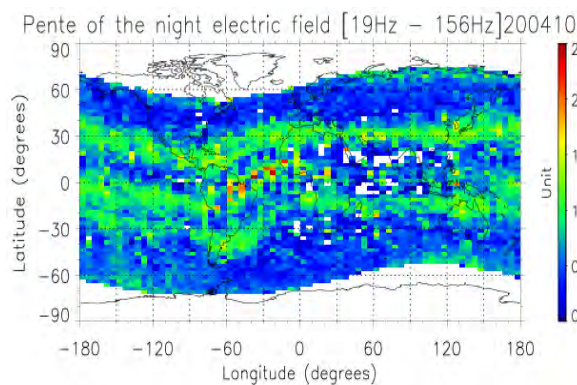 Pente of the night electric field [19Hz – 156Hz]200410
90
60
30
0
−30
−60
−90
Latitude (degrees)
−180 −120 −60 0 60 120 180
Longitude (degrees)
Unit